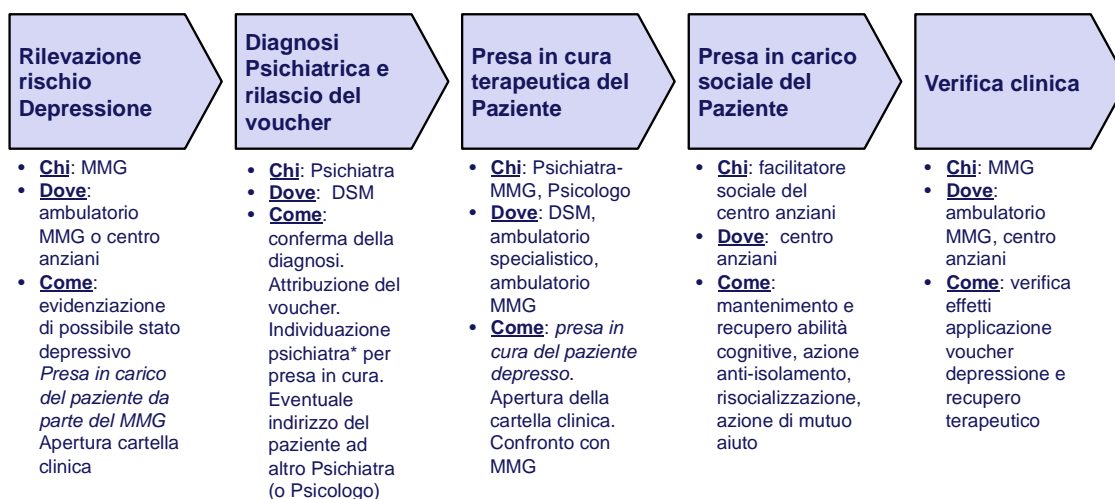 Rilevazione
rischio
Depressione
• Chi: MMG
• Dove:
ambulatorio
MMG o centro
anziani
• Come:
evidenziazione
di possibile stato
depressivo
Presa in carico
del paziente da
parte del MMG
Apertura cartella
clinica
Diagnosi
Psichiatrica e
rilascio del
voucher
• Chi: Psichiatra
• Dove: DSM
• Come:
conferma della
diagnosi.
Attribuzione del
voucher.
Individuazione
psichiatra* per
presa in cura.
Eventuale
indirizzo del
paziente ad
altro Psichiatra
(o Psicologo)
Presa in cura
terapeutica del
Paziente
• Chi: Psichiatra-
MMG, Psicologo
• Dove: DSM,
ambulatorio
specialistico,
ambulatorio
MMG
• Come: presa in
cura del paziente
depresso.
Apertura della
cartella clinica.
Confronto con
MMG
Presa in carico
sociale del
Paziente
• Chi: facilitatore
sociale del
centro anziani
• Dove: centro
anziani
• Come:
mantenimento e
recupero abilità
cognitive, azione
anti-isolamento,
risocializzazione,
azione di mutuo
aiuto
Verifica clinica
• Chi: MMG
• Dove:
ambulatorio
MMG, centro
anziani
• Come: verifica
effetti
applicazione
voucher
depressione e
recupero
terapeutico